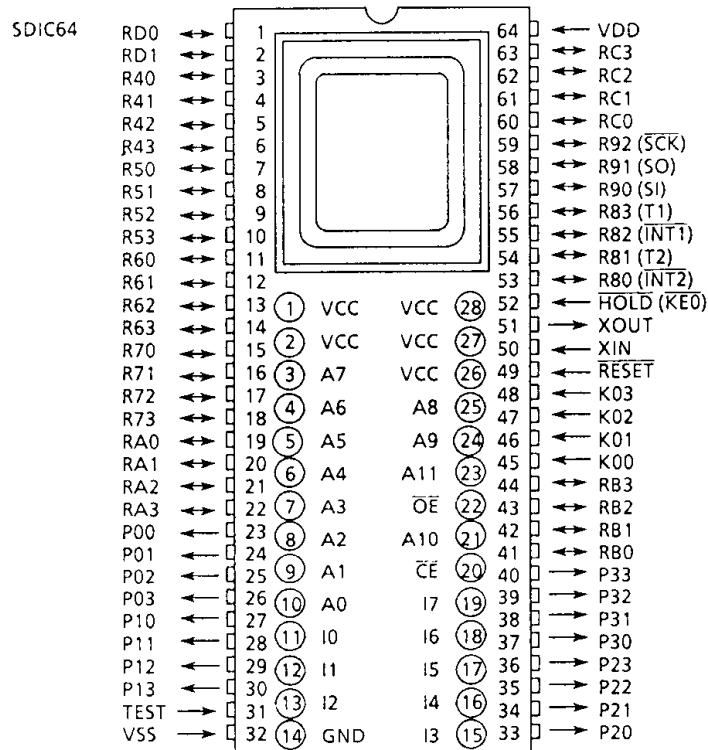 SDIC64
RD0 1 64 VDD
RD1 2 63 RC3
R40 3 62 RC2
R41 4 61 RC1
R42 5 60 RC0
R43 6 59 R92 (S̅C̅K̅)
R50 7 58 R91 (SO)
R51 8 57 R90 (SI)
R52 9 56 R83 (T1)
R53 10 55 R82 (I̅N̅T̅1̅)
R60 11 54 R81 (T2)
R61 12 53 R80 (I̅N̅T̅2̅)
R62 13 ① VCC VCC ㉘ 52 H̅O̅L̅D̅ (K̅E̅0̅)
R63 14 51 XOUT
R70 15 ② VCC VCC ㉗ 50 XIN
R71 16 ③ A7 VCC ㉖ 49 R̅E̅S̅E̅T̅
R72 17 48 K03
R73 18 ④ A6 A8 ㉕ 47 K02
RA0 19 ⑤ A5 A9 ㉔ 46 K01
RA1 20 45 K00
RA2 21 ⑥ A4 A11 ㉓ 44 RB3
RA3 22 ⑦ A3 O̅E̅ ㉒ 43 RB2
P00 23 ⑧ A2 A10 ㉑ 42 RB1
P01 24 41 RB0
P02 25 ⑨ A1 C̅E̅ ⑳ 40 P33
P03 26 ⑩ A0 I7 ⑲ 39 P32
P10 27 38 P31
P11 28 ⑪ I0 I6 ⑱ 37 P30
P12 29 ⑫ I1 I5 ⑰ 36 P23
P13 30 35 P22
TEST 31 ⑬ I2 I4 ⑯ 34 P21
VSS 32 ⑭ GND I3 ⑮ 33 P20